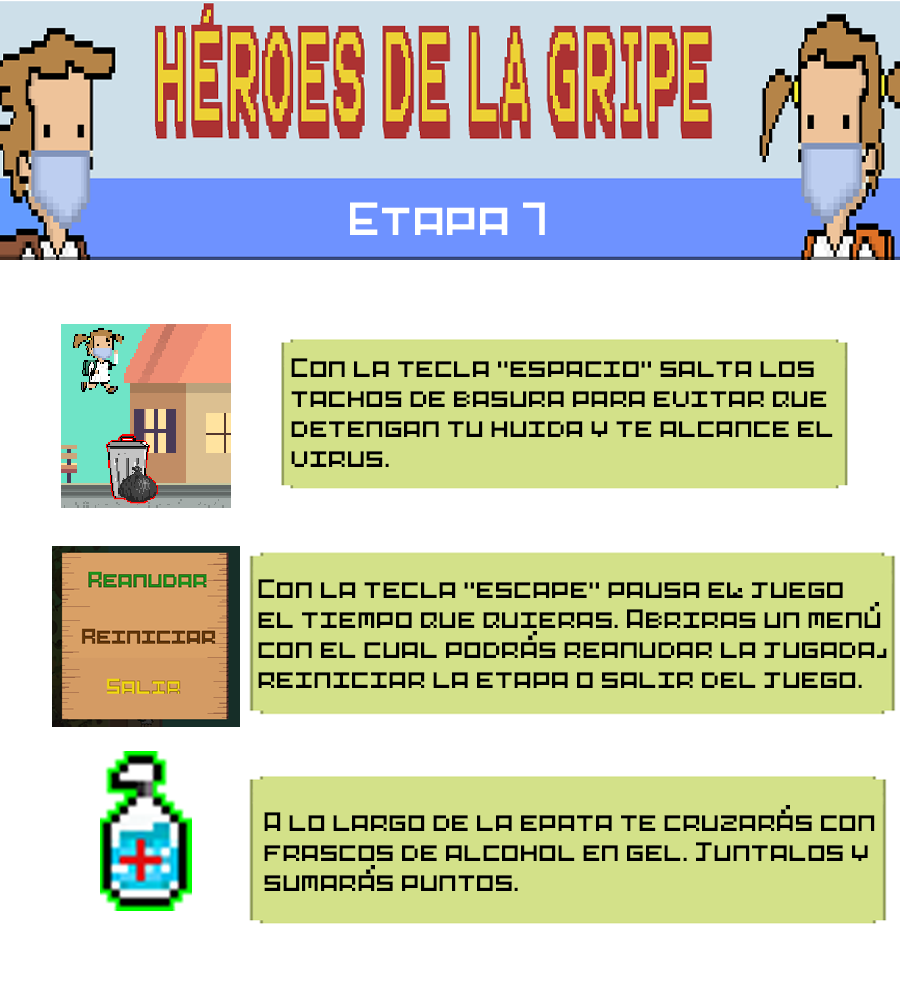 HÉROES DE LA GRIPE
Etapa 1
Con la tecla "espacio" salta los
tachos de basura para evitar que
detengan tu huida y te alcance el
virus.
Reanudar
Reiniciar
Salir
Con la tecla "escape" pausa el juego
el tiempo que quieras. Abriras un menú
con el cual podrás reanudar la jugada,
reiniciar la etapa o salir del juego.
A lo largo de la epata te cruzarás con
frascos de alcohol en gel. Juntalos y
sumarás puntos.